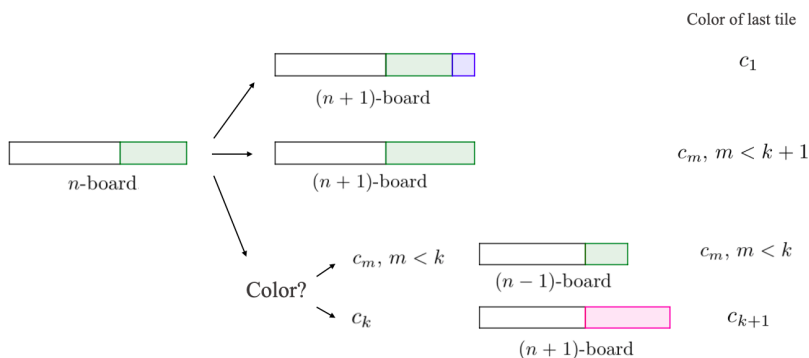 Color of last tile
$c_1$
$(n+1)$-board
$c_m, m < k+1$
$n$-board
$(n+1)$-board
$c_m, m < k$
$c_m, m < k$
Color?
$(n-1)$-board
$c_k$
$c_{k+1}$
$(n+1)$-board